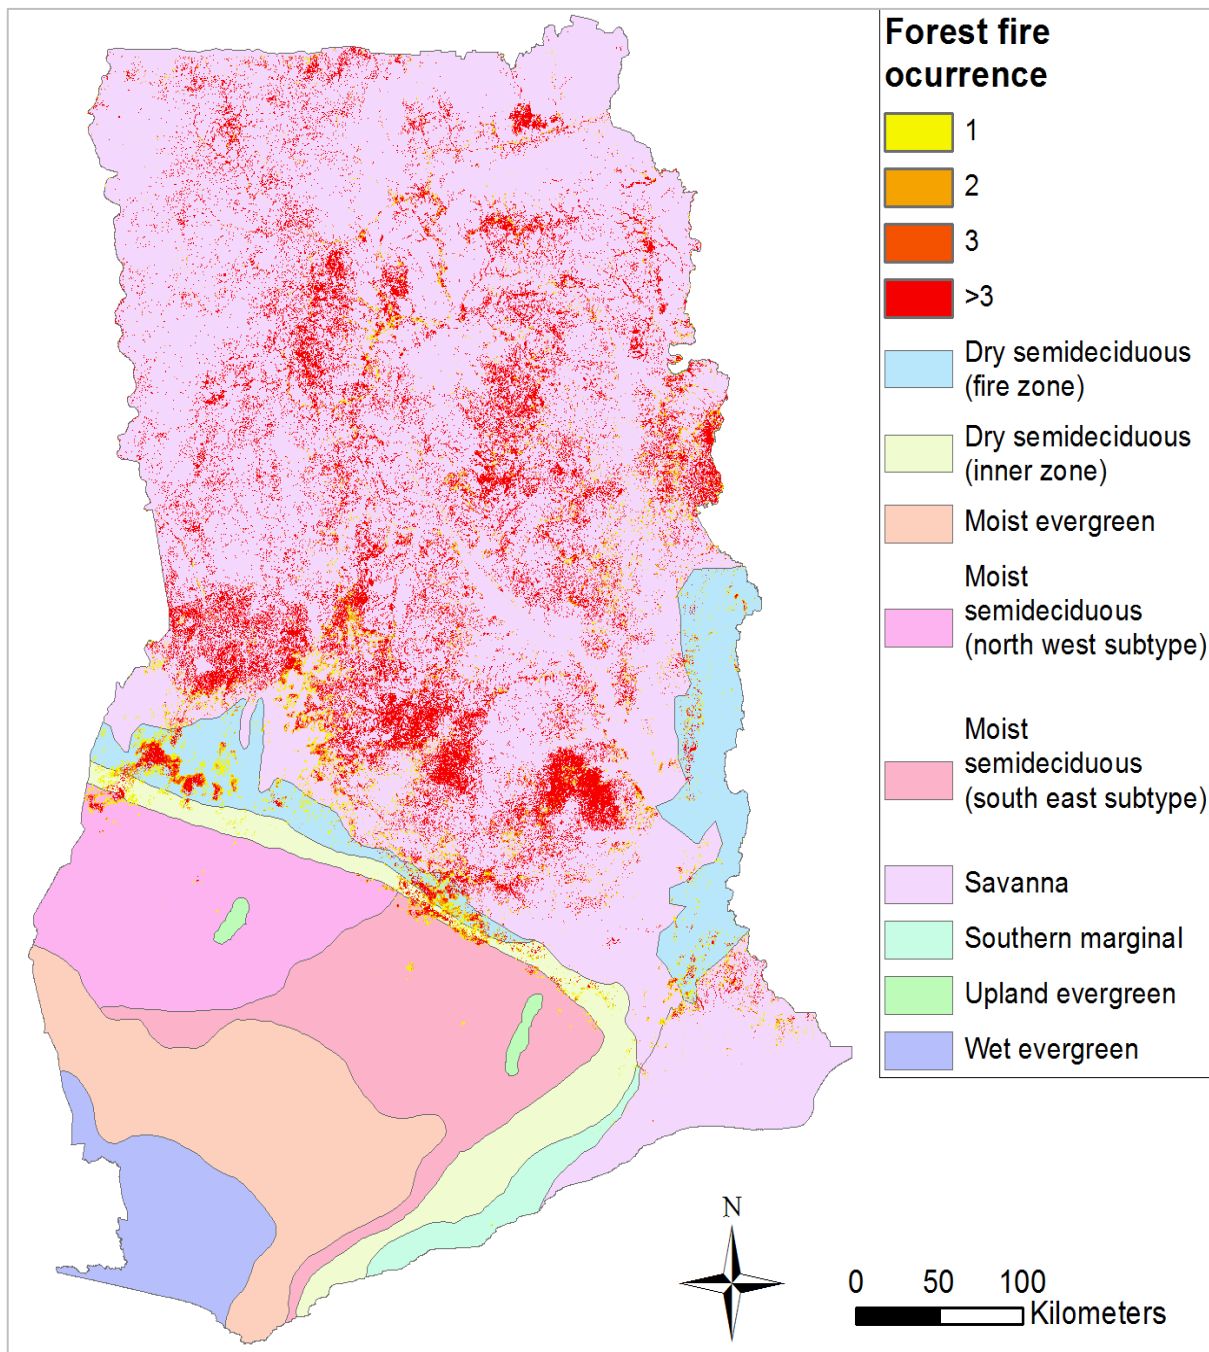 Forest fire
ocurrence
1
2
3
>3
Dry semideciduous
(fire zone)
Dry semideciduous
(inner zone)
Moist evergreen
Moist
semideciduous
(north west subtype)
Moist
semideciduous
(south east subtype)
Savanna
Southern marginal
Upland evergreen
Wet evergreen
N
0 50 100
Kilometers